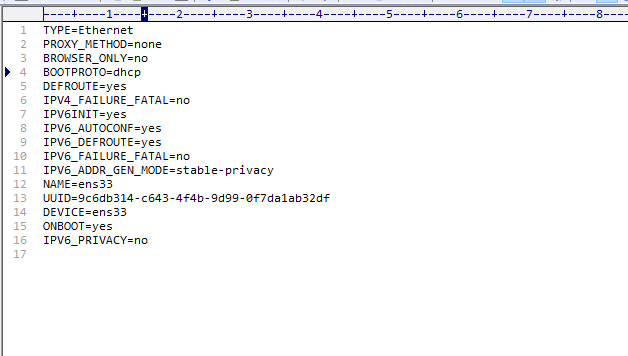 ----+----1----+----2----+----3----+----4----+----5----+----6----+----7----+----8----
1 TYPE=Ethernet
2 PROXY_METHOD=none
3 BROWSER_ONLY=no
4 BOOTPROTO=dhcp
5 DEFROUTE=yes
6 IPV4_FAILURE_FATAL=no
7 IPV6INIT=yes
8 IPV6_AUTOCONF=yes
9 IPV6_DEFROUTE=yes
10 IPV6_FAILURE_FATAL=no
11 IPV6_ADDR_GEN_MODE=stable-privacy
12 NAME=ens33
13 UUID=9c6db314-c643-4f4b-9d99-0f7da1ab32df
14 DEVICE=ens33
15 ONBOOT=yes
16 IPV6_PRIVACY=no
17